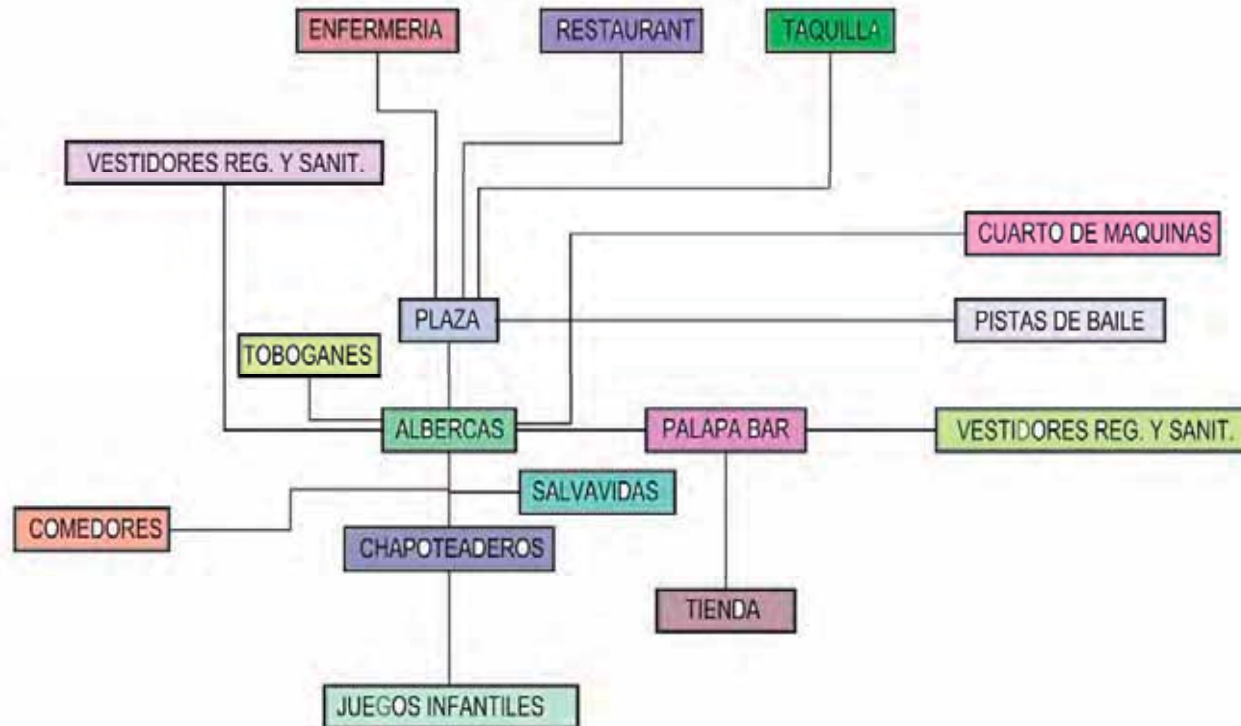 ENFERMERIA
RESTAURANT
TAQUILLA
VESTIDORES REG. Y SANIT.
CUARTO DE MAQUINAS
PLAZA
PISTAS DE BAILE
TOBOGANES
ALBERCAS
PALAPA BAR
VESTIDORES REG. Y SANIT.
SALVAVIDAS
COMEDORES
CHAPOTEADEROS
TIENDA
JUEGOS INFANTILES